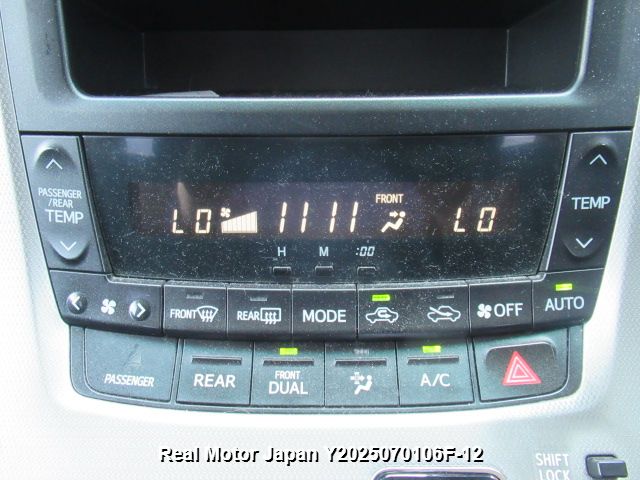 PASSENGER
/REAR
TEMP
LO 1111 FRONT LO
TEMP
H M :00
FRONT REAR MODE OFF AUTO
PASSENGER REAR FRONT
DUAL A/C
Real Motor Japan Y2025070106F-12
SHIFT
LOCK